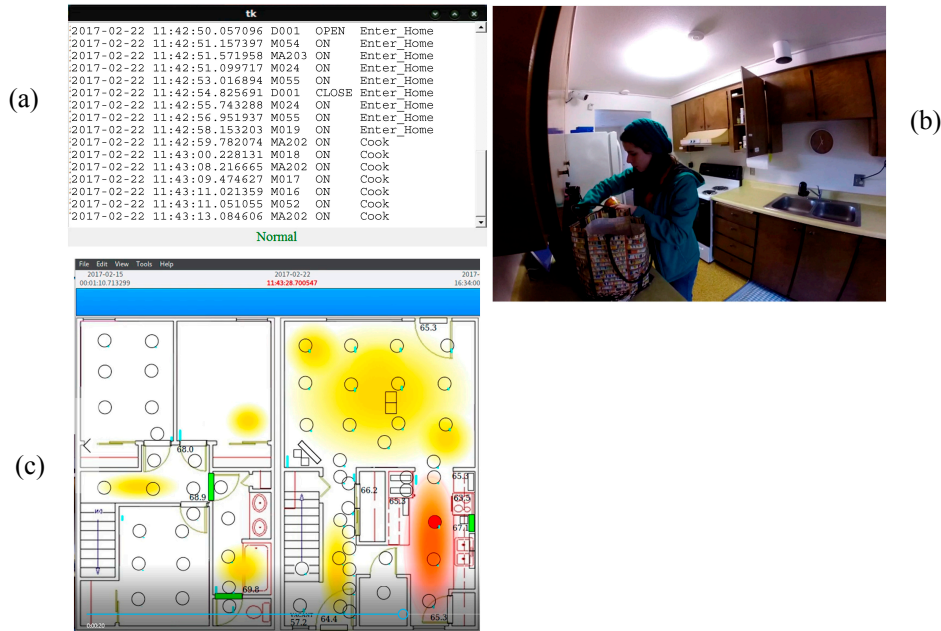 (a)
tk
2017-02-22 11:42:50.057096 D001 OPEN Enter_Home
2017-02-22 11:42:51.157397 M054 ON Enter_Home
2017-02-22 11:42:51.571958 MA203 ON Enter_Home
2017-02-22 11:42:51.099717 M024 ON Enter_Home
2017-02-22 11:42:53.016894 M055 ON Enter_Home
2017-02-22 11:42:54.825691 D001 CLOSE Enter_Home
2017-02-22 11:42:55.743288 M024 ON Enter_Home
2017-02-22 11:42:56.951937 M055 ON Enter_Home
2017-02-22 11:42:58.153203 M019 ON Enter_Home
2017-02-22 11:42:59.782074 MA202 ON Cook
2017-02-22 11:43:00.228131 M018 ON Cook
2017-02-22 11:43:08.216665 MA202 ON Cook
2017-02-22 11:43:09.474627 M017 ON Cook
2017-02-22 11:43:11.021359 M016 ON Cook
2017-02-22 11:43:11.051055 M052 ON Cook
2017-02-22 11:43:13.084606 MA202 ON Cook
Normal
(b)
(c)
File Edit View Tools Help
2017-02-15 2017-02-22 2017-
00:01:10.713299 11:43:28.700547 16:34:00
65.3
68.0
68.9
66.2
65.3
65.3
63.5
67.1
69.8
VACANT
57.2
64.4
65.3
0:00:20